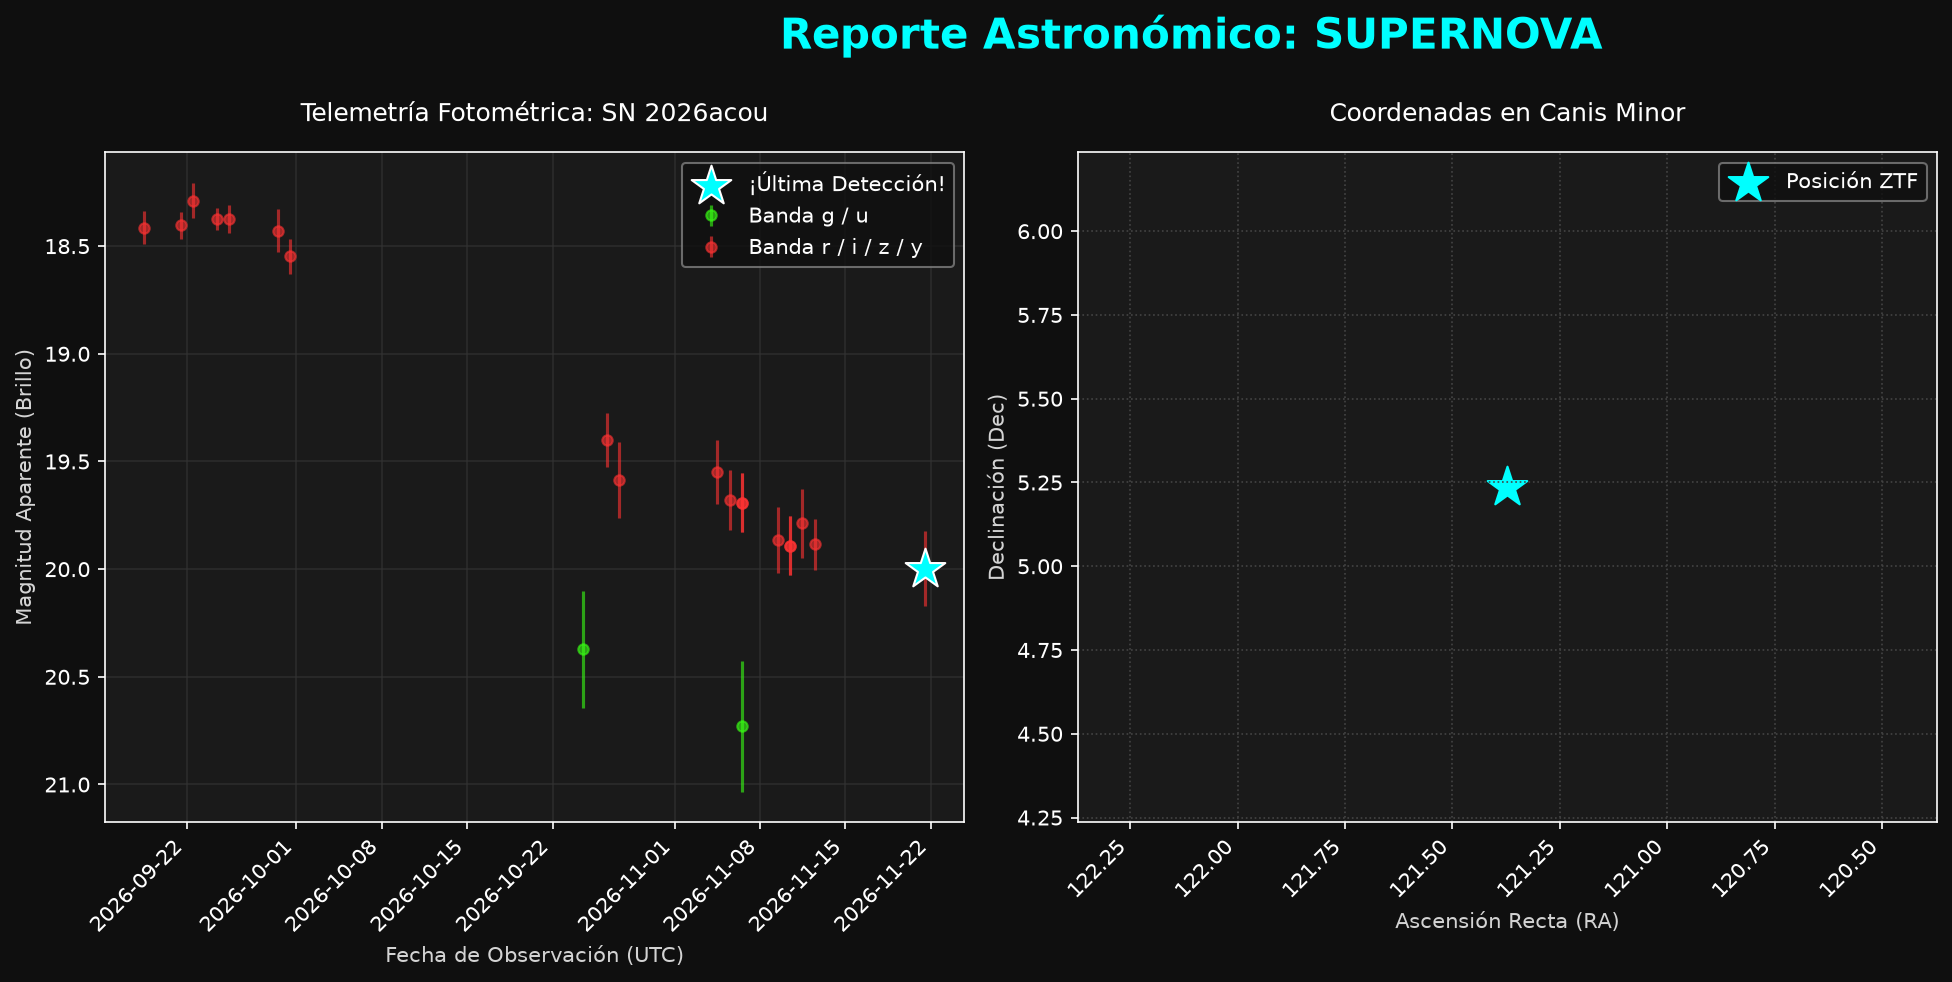 Reporte Astronómico: SUPERNOVA
Telemetría Fotométrica: SN 2026acou
¡Última Detección!
Banda g / u
Banda r / i / z / y
Magnitud Aparente (Brillo)
18.5
19.0
19.5
20.0
20.5
21.0
2026-09-22
2026-10-01
2026-10-08
2026-10-15
2026-10-22
2026-11-01
2026-11-08
2026-11-15
2026-11-22
Fecha de Observación (UTC)
Coordenadas en Canis Minor
Posición ZTF
Declinación (Dec)
6.00
5.75
5.50
5.25
5.00
4.75
4.50
4.25
122.25
122.00
121.75
121.50
121.25
121.00
120.75
120.50
Ascensión Recta (RA)